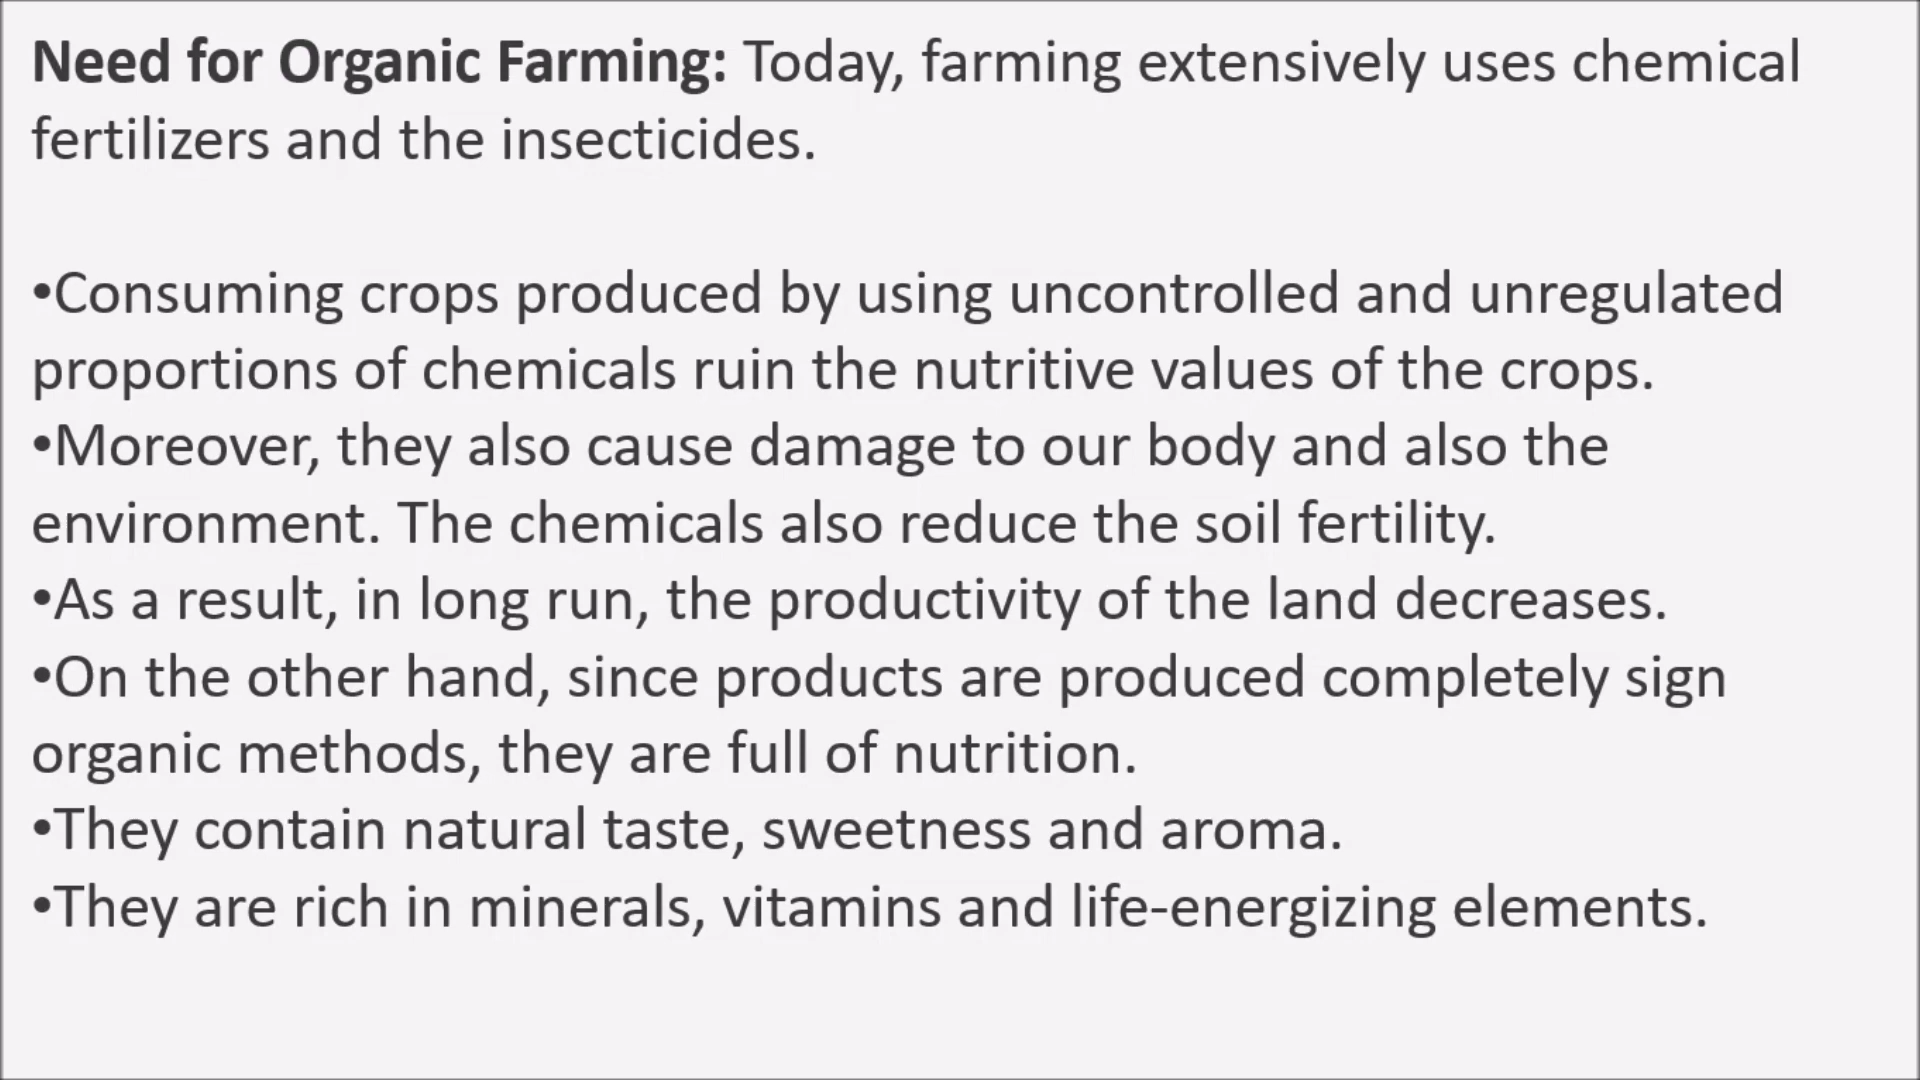 Need for Organic Farming: Today, farming extensively uses chemical
fertilizers and the insecticides.
•Consuming crops produced by using uncontrolled and unregulated
proportions of chemicals ruin the nutritive values of the crops.
•Moreover, they also cause damage to our body and also the
environment. The chemicals also reduce the soil fertility.
•As a result, in long run, the productivity of the land decreases.
•On the other hand, since products are produced completely sign
organic methods, they are full of nutrition.
•They contain natural taste, sweetness and aroma.
•They are rich in minerals, vitamins and life-energizing elements.